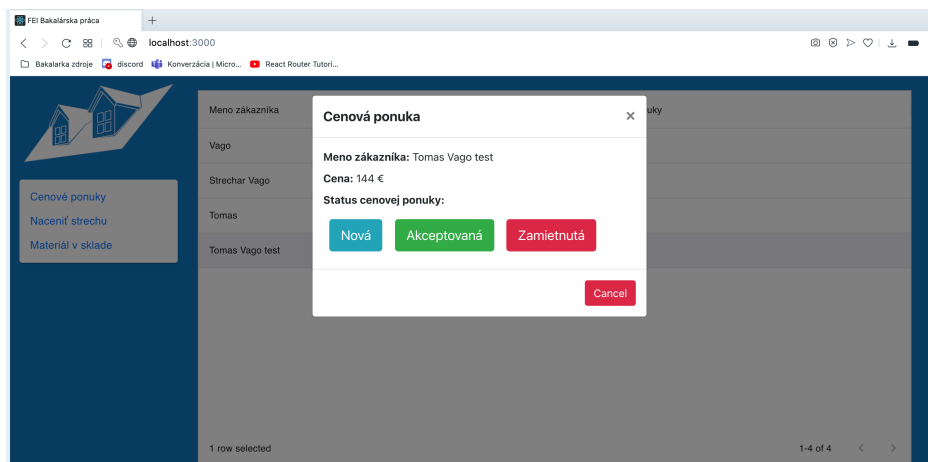 FEI Bakalárska práca
localhost:3000
Bakalarka zdroje discord Konverzácia | Micro... React Router Tutori...
Meno zákazníka
uky
Vago
Strechar Vago
Tomas
Tomas Vago test
Cenové ponuky
Naceniť strechu
Materiál v sklade
Cenová ponuka ×
Meno zákazníka: Tomas Vago test
Cena: 144 €
Status cenovej ponuky:
Nová Akceptovaná Zamietnutá
Cancel
1 row selected 1-4 of 4